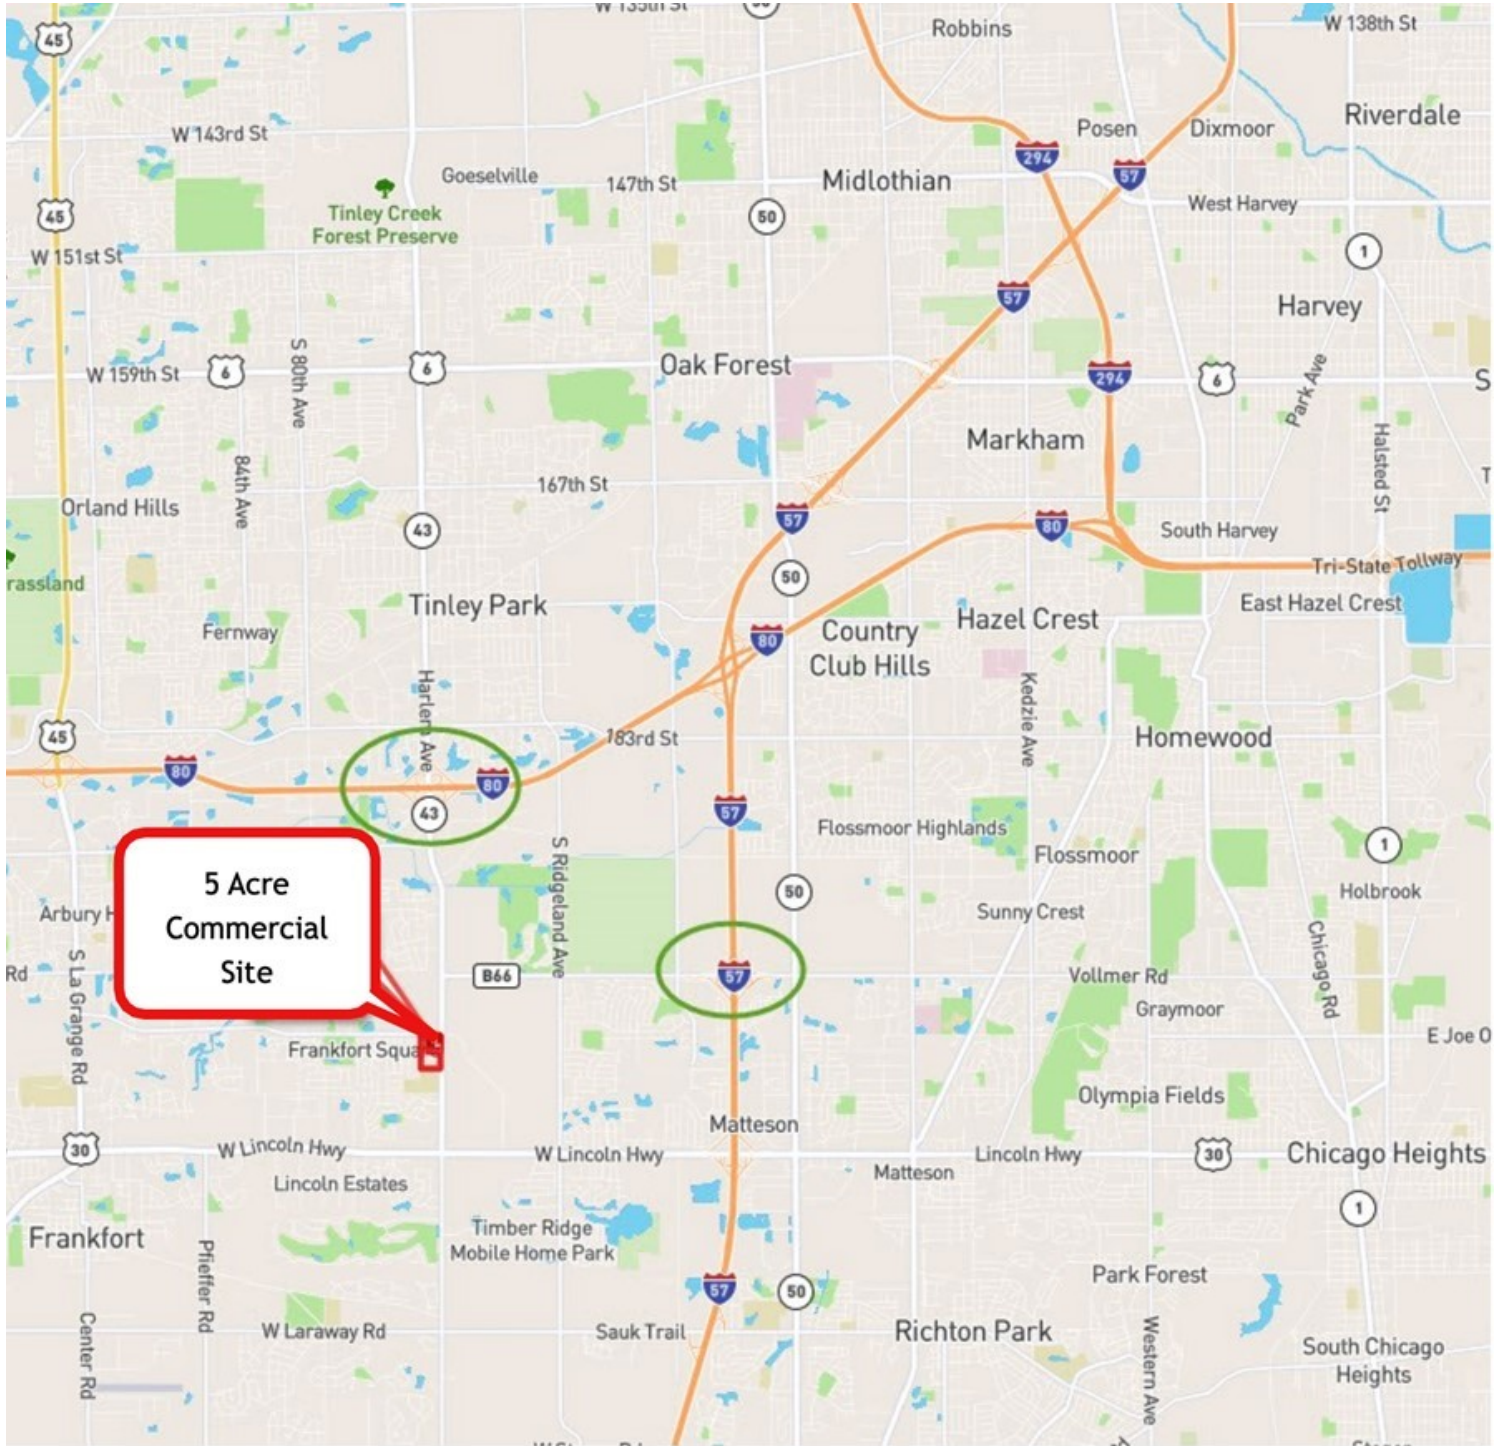 W 135th St
50
45
Robbins
W 138th St
Riverdale
Posen
Dixmoor
W 143rd St
294
57
Goeselville
147th St
Midlothian
West Harvey
Tinley Creek
Forest Preserve
45
50
W 151st St
1
57
Harvey
Oak Forest
W 159th St
6
6
S 80th Ave
294
6
Park Ave
S
Markham
Halsted St
84th Ave
167th St
Orland Hills
43
57
80
South Harvey
Tri-State Tollway
rassland
50
Tinley Park
East Hazel Crest
Fernway
80
Country
Club Hills
Hazel Crest
Harlem Ave
Kedzie Ave
45
183rd St
Homewood
80
80
43
57
Flossmoor Highlands
Flossmoor
1
S Ridgeland Ave
5 Acre
Commercial
Site
50
Holbrook
Arbury H
Sunny Crest
Chicago Rd
Rd
S La Grange Rd
B66
57
Vollmer Rd
Graymoor
Frankfort Squa
E Joe O
Olympia Fields
Matteson
30
W Lincoln Hwy
W Lincoln Hwy
Lincoln Hwy
30
Chicago Heights
Matteson
Lincoln Estates
1
Frankfort
Timber Ridge
Mobile Home Park
Pfieffer Rd
Park Forest
57
50
Center Rd
W Laraway Rd
Sauk Trail
Richton Park
Western Ave
South Chicago
Heights